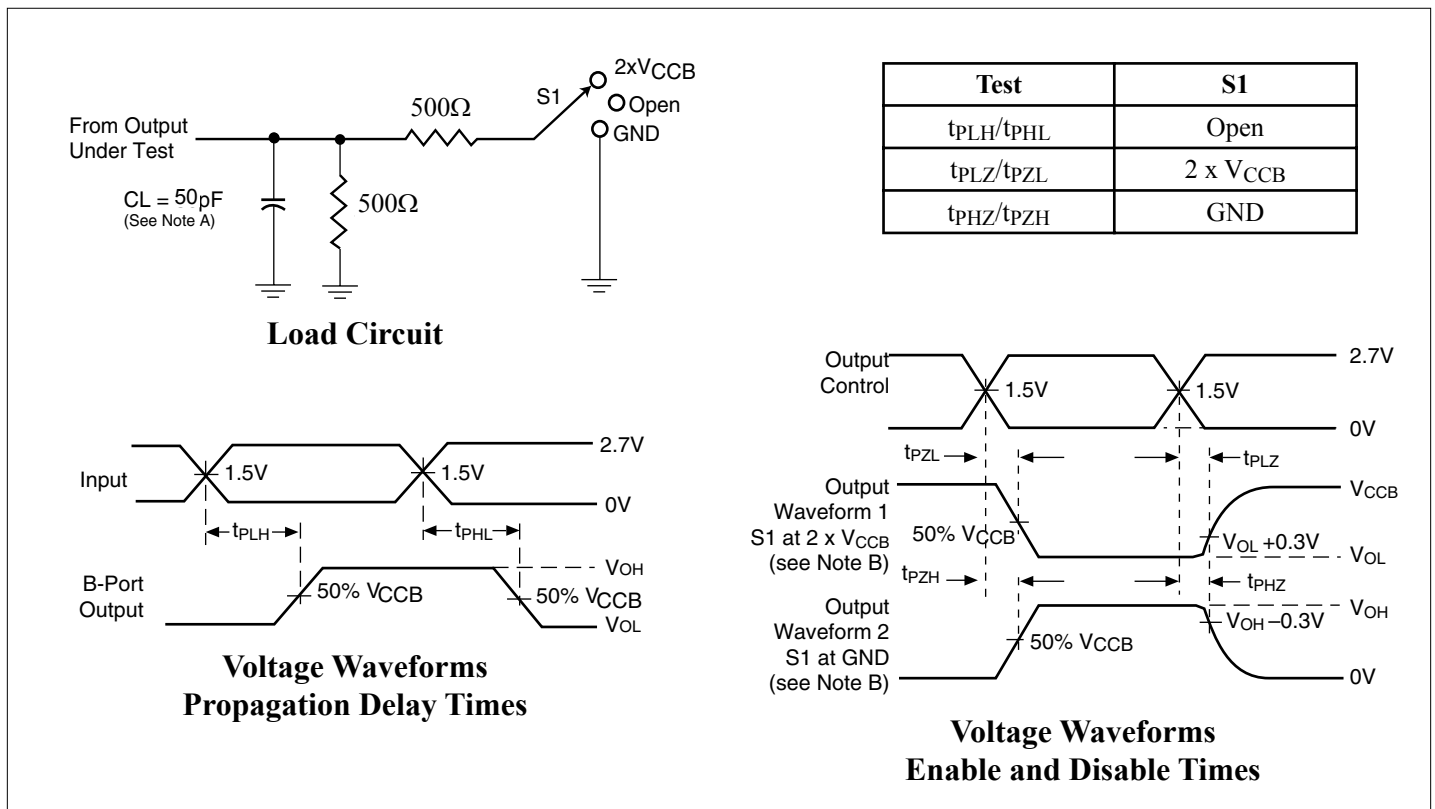 2xVCCB
S1
Open
GND
500Ω
From Output
Under Test
CL = 50pF
(See Note A)
500Ω
Load Circuit
Test S1
tPLH/tPHL Open
tPLZ/tPZL 2 x VCCB
tPHZ/tPZH GND
Input
1.5V
1.5V
2.7V
0V
tPLH
tPHL
B-Port
Output
50% VCCB
50% VCCB
VOH
VOL
Voltage Waveforms
Propagation Delay Times
Output
Control
1.5V
1.5V
2.7V
0V
tPZL
tPLZ
Output
Waveform 1
S1 at 2 x VCCB
(see Note B)
50% VCCB
VCCB
VOL +0.3V
VOL
tPZH
tPHZ
Output
Waveform 2
S1 at GND
(see Note B)
50% VCCB
VOH
VOH –0.3V
0V
Voltage Waveforms
Enable and Disable Times